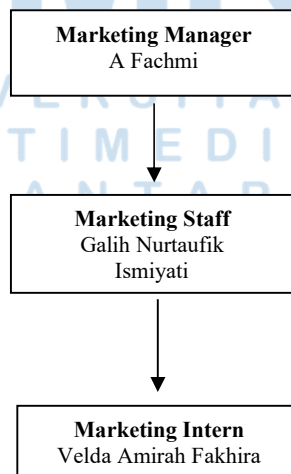 Marketing Manager
A Fachmi
T I M E D I
Marketing Staff
Galih Nurtaufik
Ismiyati
Marketing Intern
Velda Amirah Fakhira